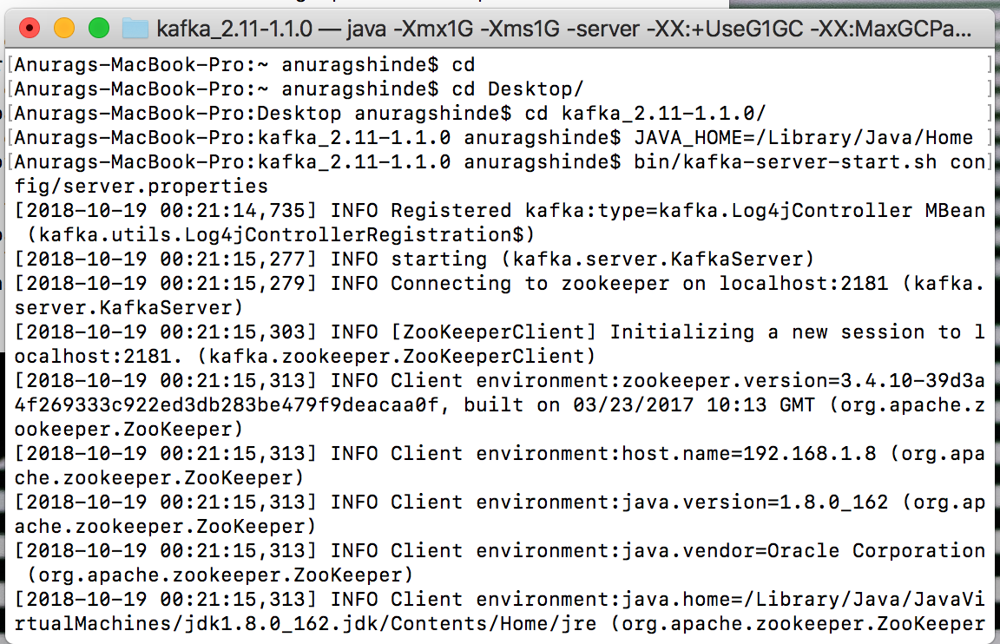 kafka_2.11-1.1.0 — java -Xmx1G -Xms1G -server -XX:+UseG1GC -XX:MaxGCPa...
[Anurags-MacBook-Pro:~ anuragshinde$ cd ]
[Anurags-MacBook-Pro:~ anuragshinde$ cd Desktop/ ]
[Anurags-MacBook-Pro:Desktop anuragshinde$ cd kafka_2.11-1.1.0/ ]
[Anurags-MacBook-Pro:kafka_2.11-1.1.0 anuragshinde$ JAVA_HOME=/Library/Java/Home ]
[Anurags-MacBook-Pro:kafka_2.11-1.1.0 anuragshinde$ bin/kafka-server-start.sh con]
fig/server.properties
[2018-10-19 00:21:14,735] INFO Registered kafka:type=kafka.Log4jController MBean
 (kafka.utils.Log4jControllerRegistration$)
[2018-10-19 00:21:15,277] INFO starting (kafka.server.KafkaServer)
[2018-10-19 00:21:15,279] INFO Connecting to zookeeper on localhost:2181 (kafka.
server.KafkaServer)
[2018-10-19 00:21:15,303] INFO [ZooKeeperClient] Initializing a new session to l
ocalhost:2181. (kafka.zookeeper.ZooKeeperClient)
[2018-10-19 00:21:15,313] INFO Client environment:zookeeper.version=3.4.10-39d3a
4f269333c922ed3db283be479f9deacaa0f, built on 03/23/2017 10:13 GMT (org.apache.z
ookeeper.ZooKeeper)
[2018-10-19 00:21:15,313] INFO Client environment:host.name=192.168.1.8 (org.apa
che.zookeeper.ZooKeeper)
[2018-10-19 00:21:15,313] INFO Client environment:java.version=1.8.0_162 (org.ap
ache.zookeeper.ZooKeeper)
[2018-10-19 00:21:15,313] INFO Client environment:java.vendor=Oracle Corporation
 (org.apache.zookeeper.ZooKeeper)
[2018-10-19 00:21:15,313] INFO Client environment:java.home=/Library/Java/JavaVi
rtualMachines/jdk1.8.0_162.jdk/Contents/Home/jre (org.apache.zookeeper.ZooKeeper